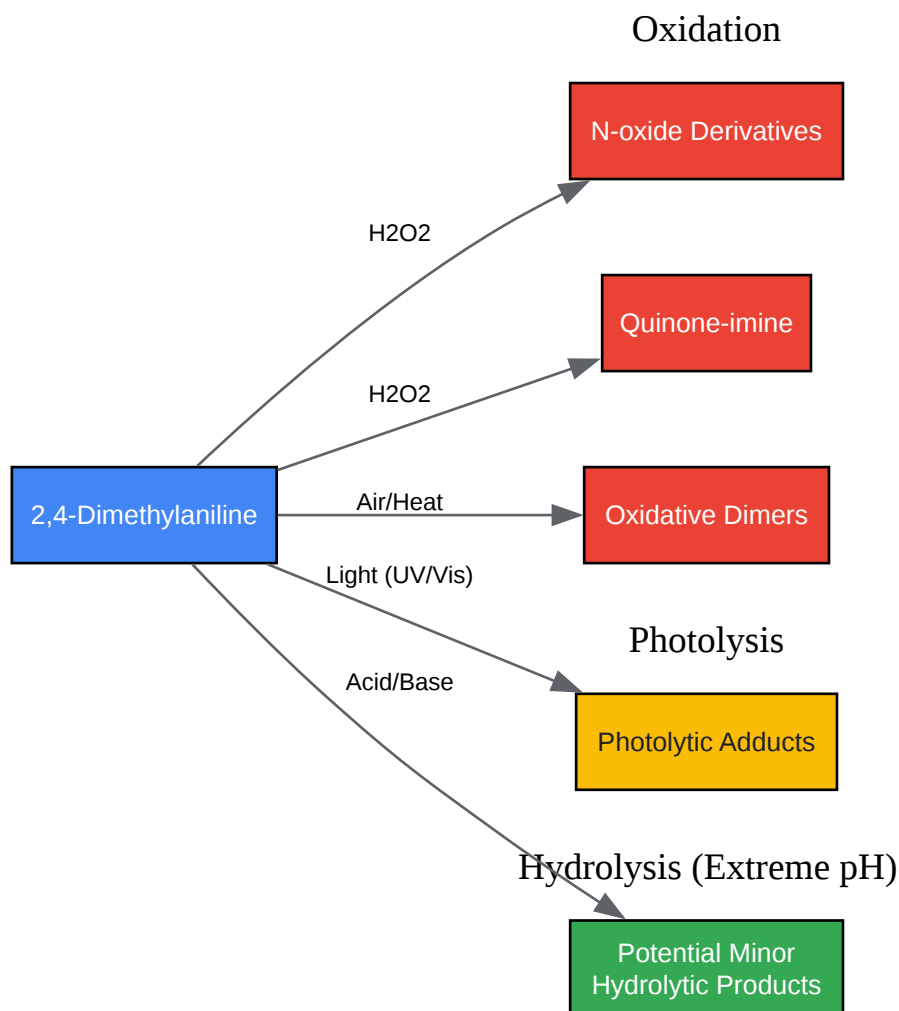 Oxidation
N-oxide Derivatives
H2O2
Quinone-imine
H2O2
2,4-Dimethylaniline
Air/Heat
Oxidative Dimers
Light (UV/Vis)
Photolysis
Acid/Base
Photolytic Adducts
Hydrolysis (Extreme pH)
Potential Minor
Hydrolytic Products